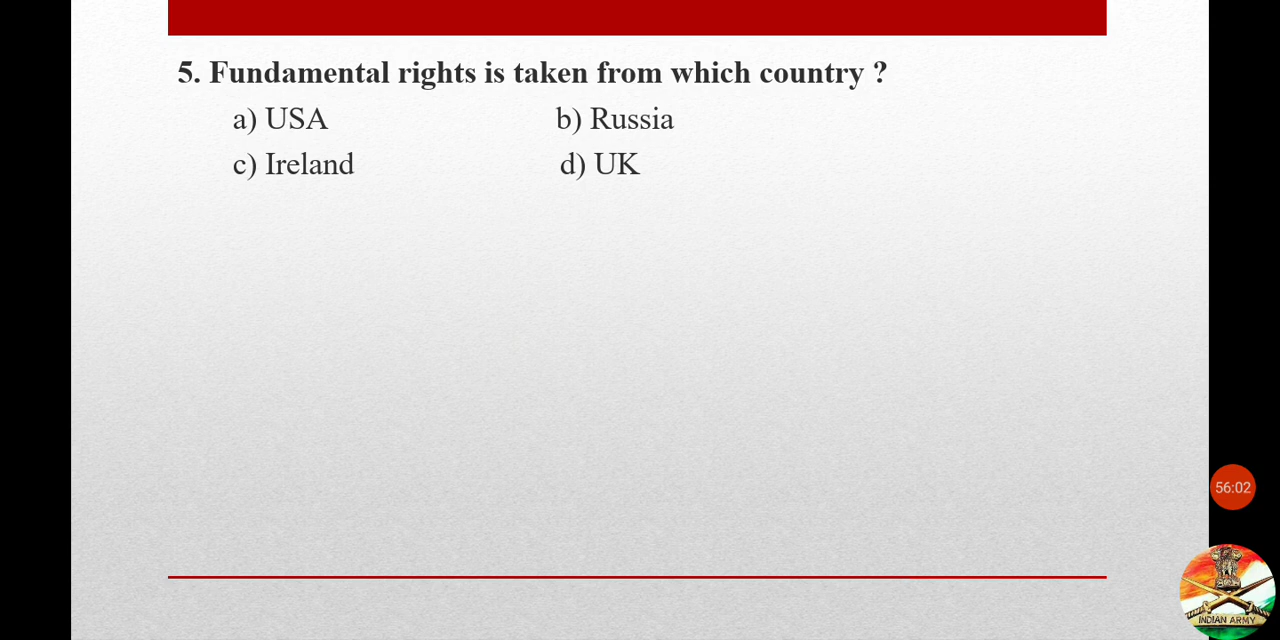 5. Fundamental rights is taken from which country ?
a) USA b) Russia
c) Ireland d) UK
56:02
INDIAN ARMY